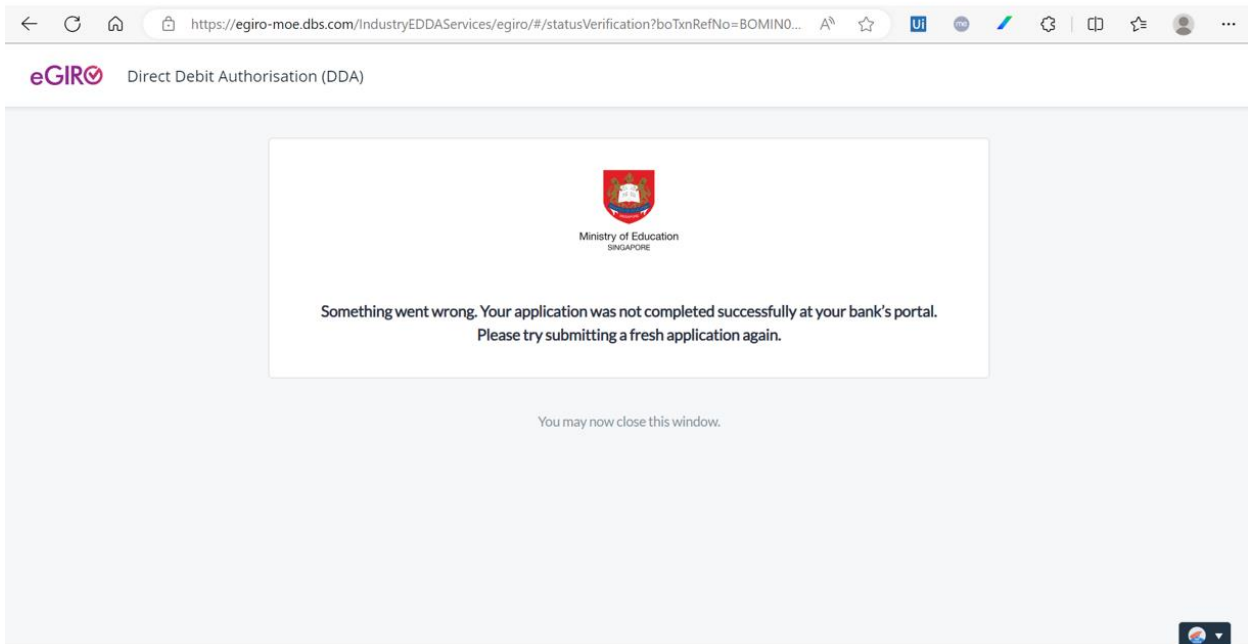 https://egiro-moe.dbs.com/IndustryEDDAServices/egiro/#/statusVerification?boTxnRefNo=BOMIN0...
eGIRO Direct Debit Authorisation (DDA)
Ministry of Education
SINGAPORE
Something went wrong. Your application was not completed successfully at your bank's portal.
Please try submitting a fresh application again.
You may now close this window.